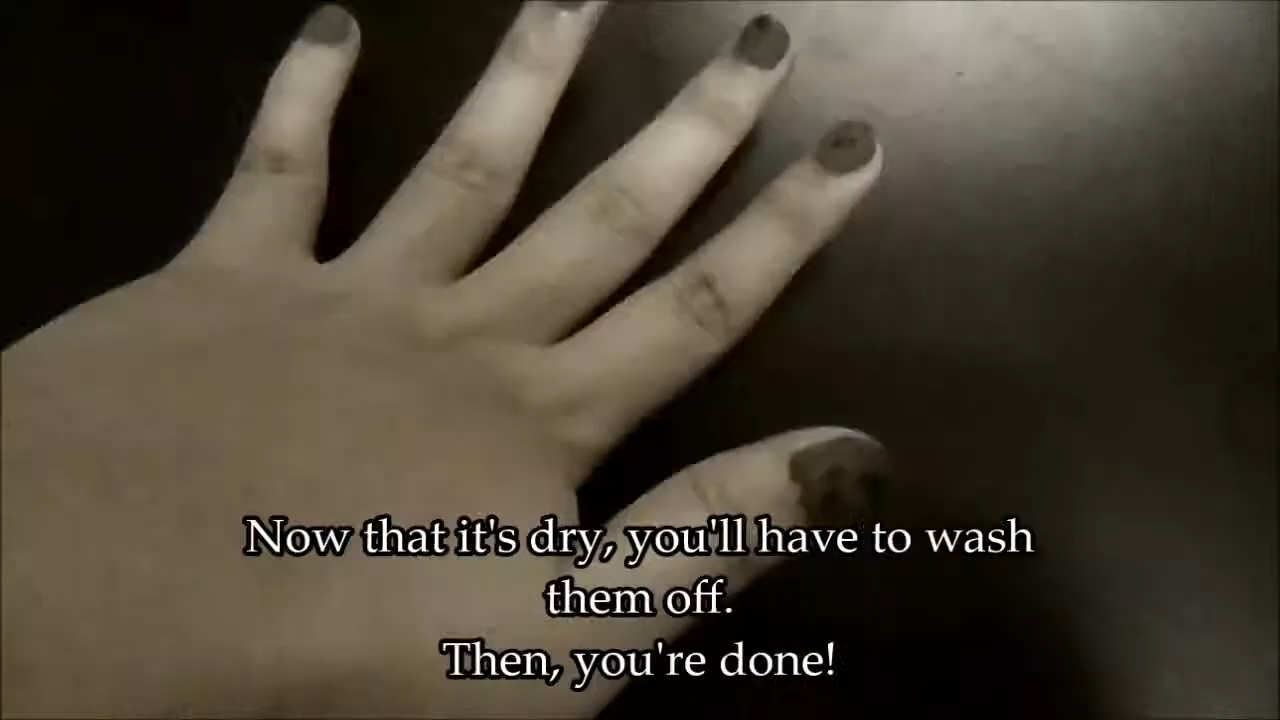 Now that it's dry, you'll have to wash
them off.
Then, you're done!